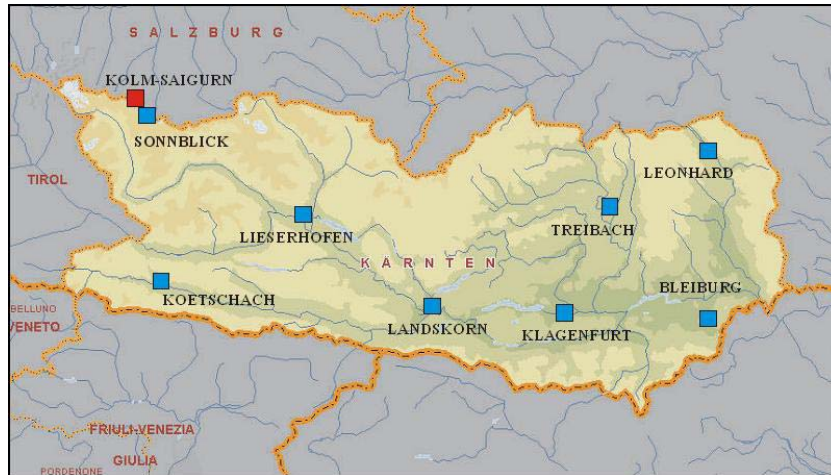 SALZBURG
KOLM-SAIGURN
SONNBLICK
LEONHARD
TIROL
TREIBACH
LIESERHOFEN
KÄRNTEN
KOETSCHACH
BLEIBURG
BELLUNO
VENETO
LANDSKORN
KLAGENFURT
FRIULI-VENEZIA
GIULIA
PORDENONE